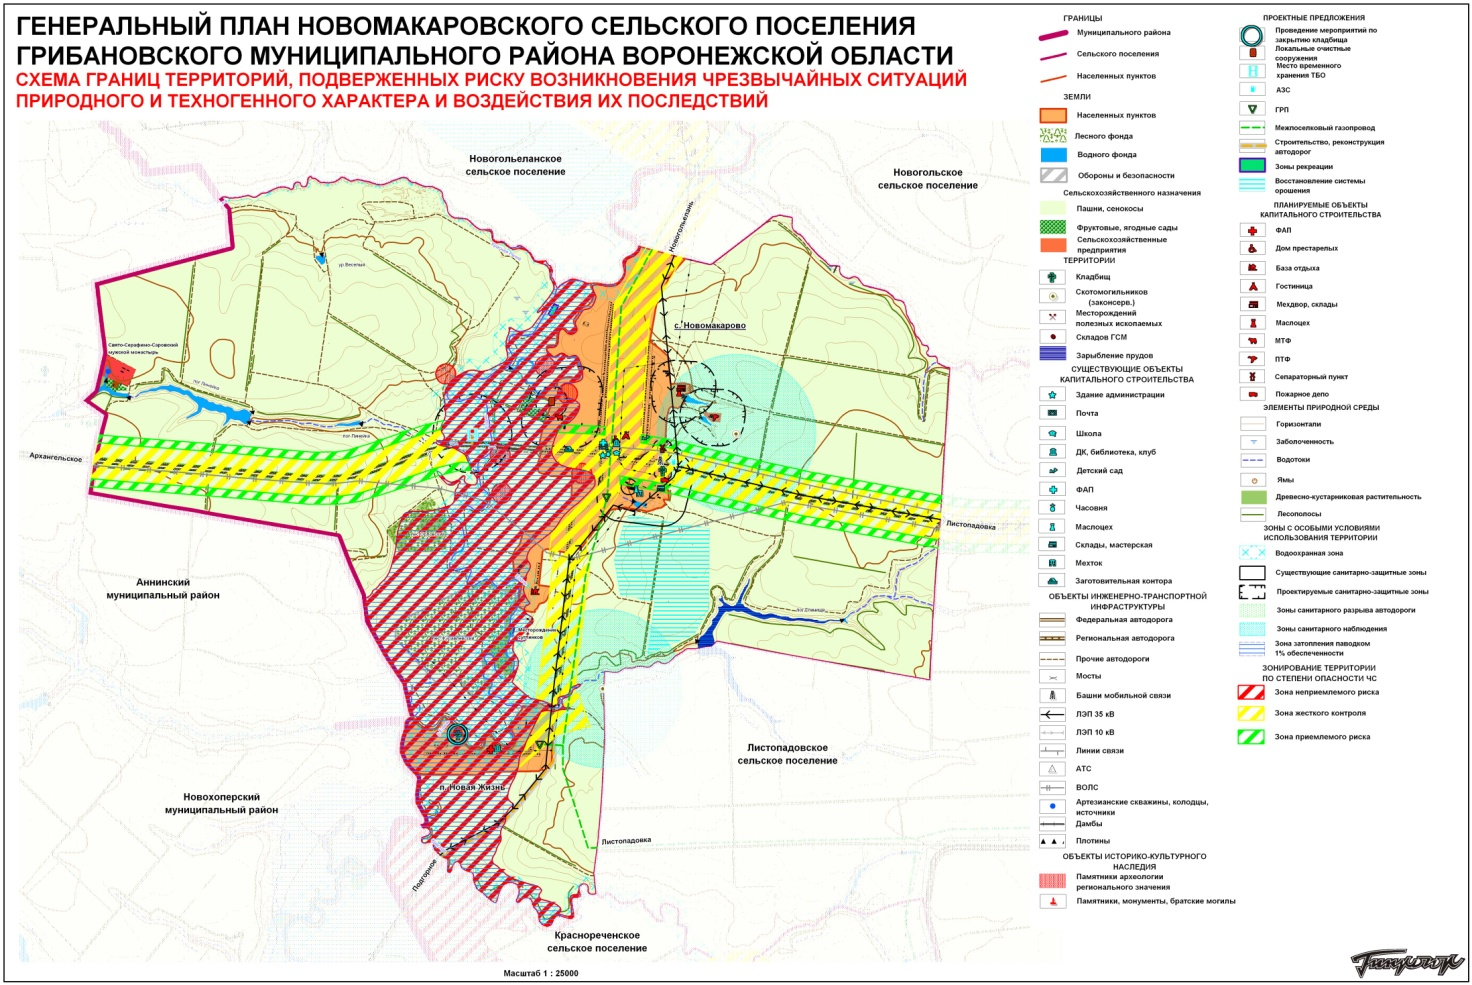 ГЕНЕРАЛЬНЫЙ ПЛАН НОВОМАКАРОВСКОГО СЕЛЬСКОГО ПОСЕЛЕНИЯ
ГРИБАНОВСКОГО МУНИЦИПАЛЬНОГО РАЙОНА ВОРОНЕЖСКОЙ ОБЛАСТИ
СХЕМА ГРАНИЦ ТЕРРИТОРИЙ, ПОДВЕРЖЕННЫХ РИСКУ ВОЗНИКНОВЕНИЯ ЧРЕЗВЫЧАЙНЫХ СИТУАЦИЙ
ПРИРОДНОГО И ТЕХНОГЕННОГО ХАРАКТЕРА И ВОЗДЕЙСТВИЯ ИХ ПОСЛЕДСТВИЙ
Новогольеланское
сельское поселение
Новогольское
сельское поселение
Новогольелань
ур Веселый
с. Новомакарово
Свято-Серафимо-Саровский
мужской монастырь
Архангельское
Листопадовка
Аннинский
муниципальный район
Месторождение
Листопадовское
сельское поселение
п. Новая Жизнь
Новохоперский
муниципальный район
Листопадовка
Подгорное
Краснореченское
сельское поселение
Масштаб 1 : 25000
ГРАНИЦЫ
Муниципального района
Сельского поселения
Населенных пунктов
ЗЕМЛИ
Населенных пунктов
Лесного фонда
Водного фонда
Обороны и безопасности
Сельскохозяйственного назначения
Пашни, сенокосы
Фруктовые, ягодные сады
Сельскохозяйственные
предприятия
ТЕРРИТОРИИ
Кладбищ
Скотомогильников
(законсерв.)
Месторождений
полезных ископаемых
Складов ГСМ
Зарыбление прудов
СУЩЕСТВУЮЩИЕ ОБЪЕКТЫ
КАПИТАЛЬНОГО СТРОИТЕЛЬСТВА
Здание администрации
Почта
Школа
ДК, библиотека, клуб
Детский сад
ФАП
Часовня
Маслоцех
Склады, мастерская
Мехток
Заготовительная контора
ОБЪЕКТЫ ИНЖЕНЕРНО-ТРАНСПОРТНОЙ
ИНФРАСТРУКТУРЫ
Федеральная автодорога
Региональная автодорога
Прочие автодороги
Мосты
Башни мобильной связи
ЛЭП 35 кВ
ЛЭП 10 кВ
Линии связи
АТС
ВОЛС
Артезианские скважины, колодцы,
источники
Дамбы
Плотины
ОБЪЕКТЫ ИСТОРИКО-КУЛЬТУРНОГО
НАСЛЕДИЯ
Памятники археологии
регионального значения
Памятники, монументы, братские могилы
ПРОЕКТНЫЕ ПРЕДЛОЖЕНИЯ
Проведение мероприятий по
закрытию кладбища
Локальные очистные
сооружения
Место временного
хранения ТБО
АЗС
ГРП
Межпоселковый газопровод
Строительство, реконструкция
автодорог
Зоны рекреации
Восстановление системы
орошения
ПЛАНИРУЕМЫЕ ОБЪЕКТЫ
КАПИТАЛЬНОГО СТРОИТЕЛЬСТВА
ФАП
Дом престарелых
База отдыха
Гостиница
Мехдвор, склады
Маслоцех
МТФ
ПТФ
Сепараторный пункт
Пожарное депо
ЭЛЕМЕНТЫ ПРИРОДНОЙ СРЕДЫ
Горизонтали
Заболоченность
Водотоки
Ямы
Древесно-кустарниковая растительность
Лесополосы
ЗОНЫ С ОСОБЫМИ УСЛОВИЯМИ
ИСПОЛЬЗОВАНИЯ ТЕРРИТОРИИ
Водоохранная зона
Существующие санитарно-защитные зоны
Проектируемые санитарно-защитные зоны
Зоны санитарного разрыва автодороги
Зоны санитарного наблюдения
Зона затопления паводком
1% обеспеченности
ЗОНИРОВАНИЕ ТЕРРИТОРИИ
ПО СТЕПЕНИ ОПАСНОСТИ ЧС
Зона неприемлемого риска
Зона жесткого контроля
Зона приемлемого риска